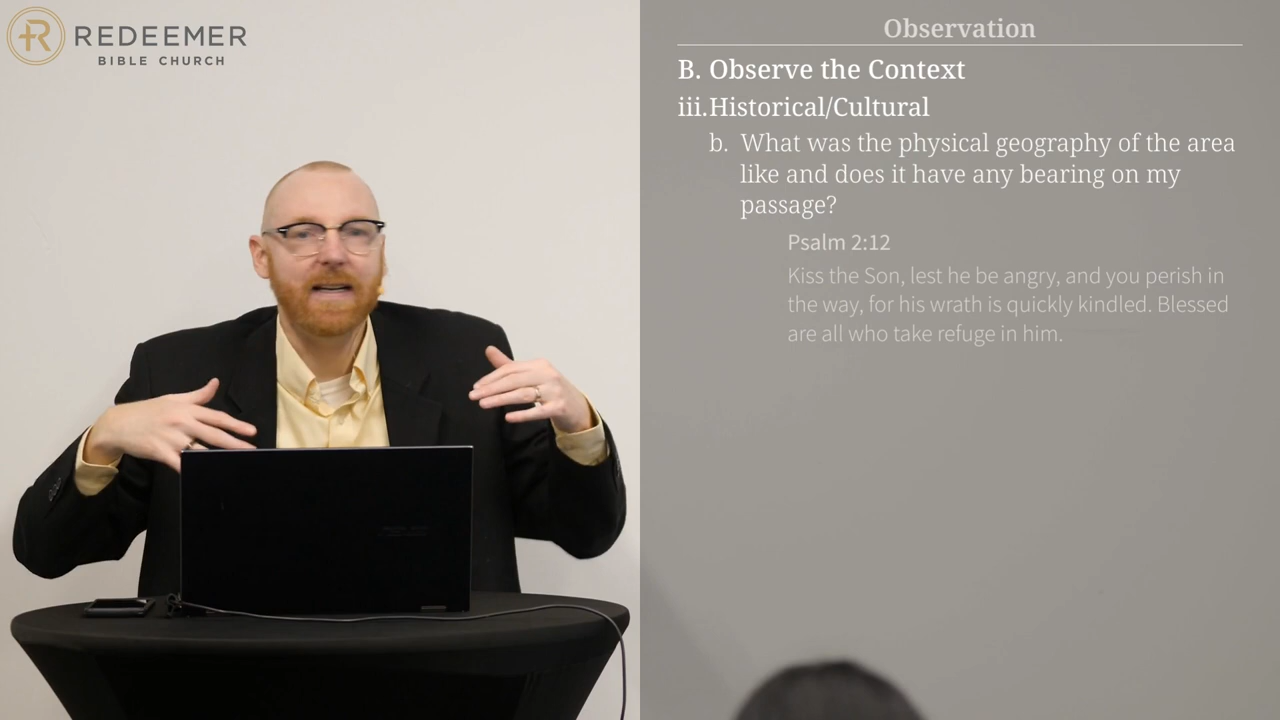 REDEEMER
BIBLE CHURCH
Observation
B. Observe the Context
iii.Historical/Cultural
b. What was the physical geography of the area
like and does it have any bearing on my
passage?
Psalm 2:12
Kiss the Son, lest he be angry, and you perish in
the way, for his wrath is quickly kindled. Blessed
are all who take refuge in him.